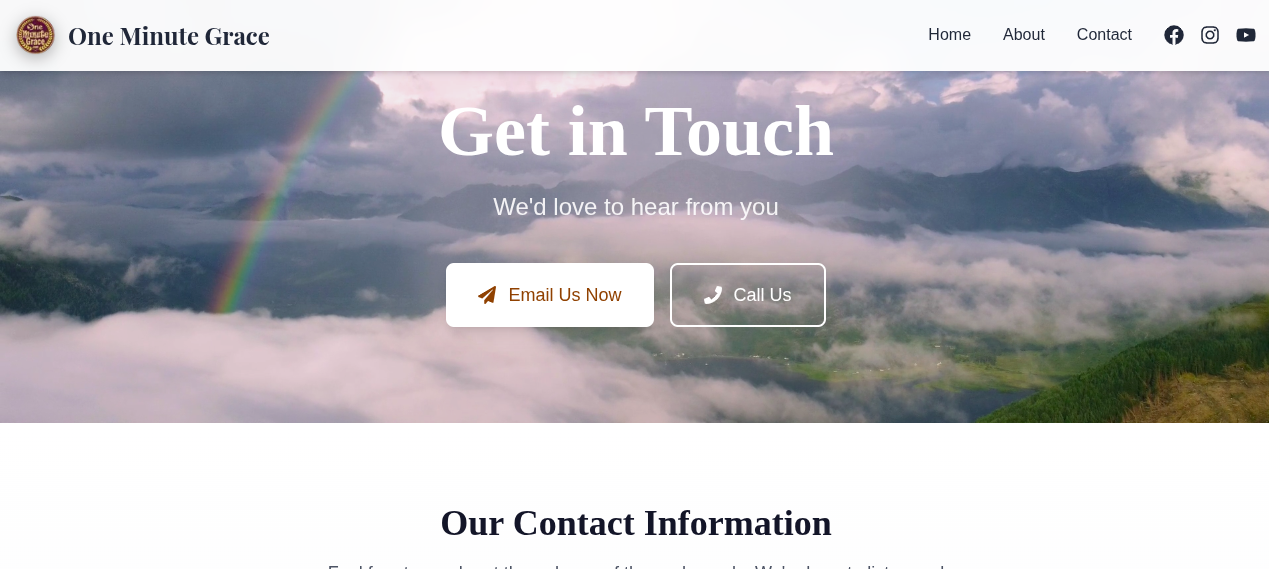 One Minute Grace
One Minute Grace
Home
About
Contact
Get in Touch
We'd love to hear from you
Email Us Now
Call Us
Our Contact Information